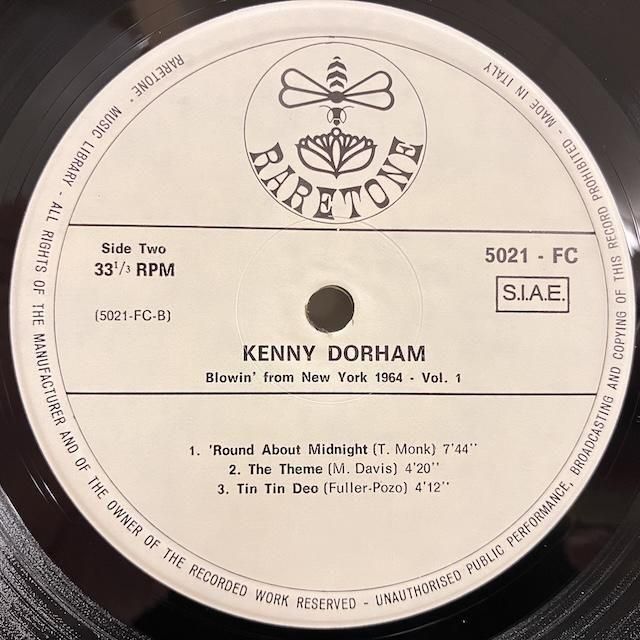 RARETONE
Side Two
33 1/3 RPM
(5021-FC-B)
5021 - FC
S.I.A.E.
KENNY DORHAM
Blowin' from New York 1964 - Vol. 1
1. 'Round About Midnight (T. Monk) 7'44''
2. The Theme (M. Davis) 4'20''
3. Tin Tin Deo (Fuller-Pozo) 4'12''
RARETONE - MUSIC LIBRARY - ALL RIGHTS OF THE MANUFACTURER AND OF THE OWNER OF THE RECORDED WORK RESERVED - UNAUTHORISED PUBLIC PERFORMANCE, BROADCASTING AND COPYING OF THIS RECORD PROHIBITED - MADE IN ITALY